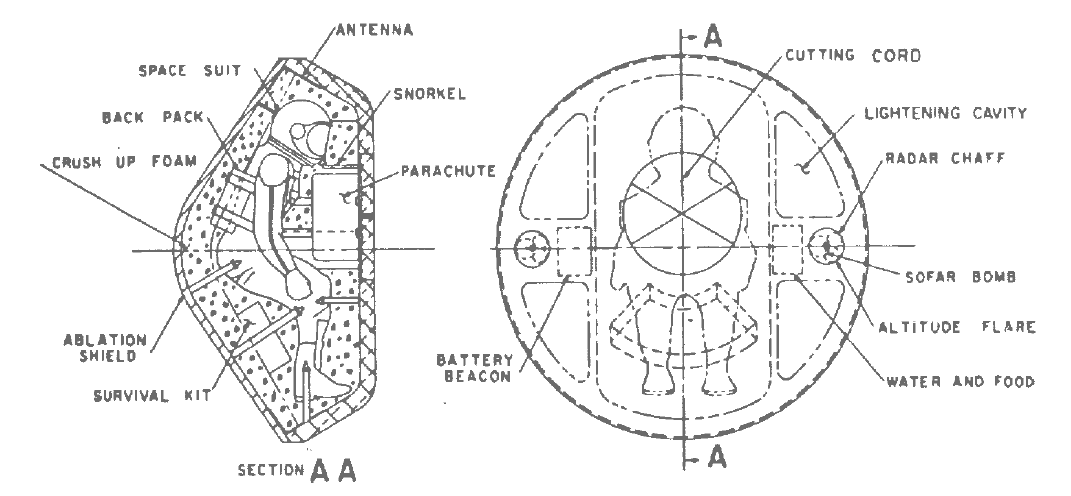 ANTENNA
SPACE SUIT
SNORKEL
BACK PACK
CRUSH UP FOAM
PARACHUTE
ABLATION
SHIELD
SURVIVAL KIT
SECTION A A
A
CUTTING CORD
LIGHTENING CAVITY
RADAR CHAFF
SOFAR BOMB
ALTITUDE FLARE
BATTERY
BEACON
WATER AND FOOD
A